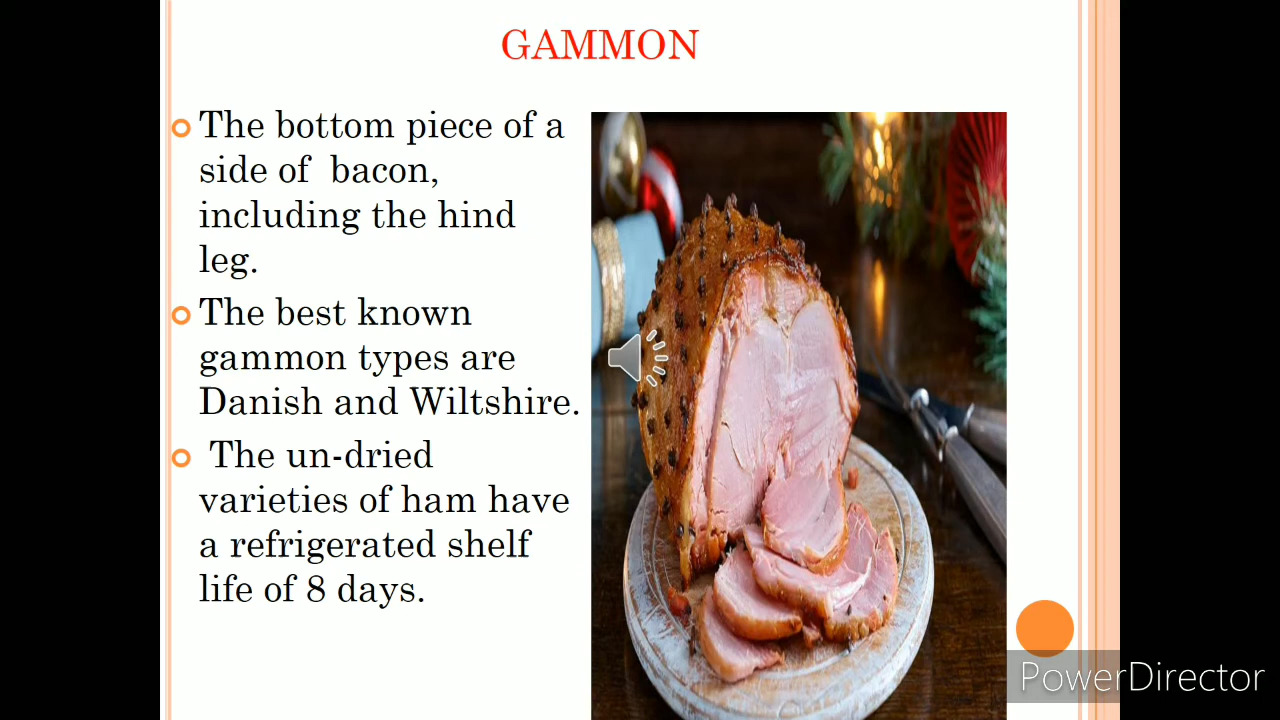 GAMMON
The bottom piece of a
side of  bacon,
including the hind
leg.
The best known
gammon types are
Danish and Wiltshire.
The un-dried
varieties of ham have
a refrigerated shelf
life of 8 days.
PowerDirector